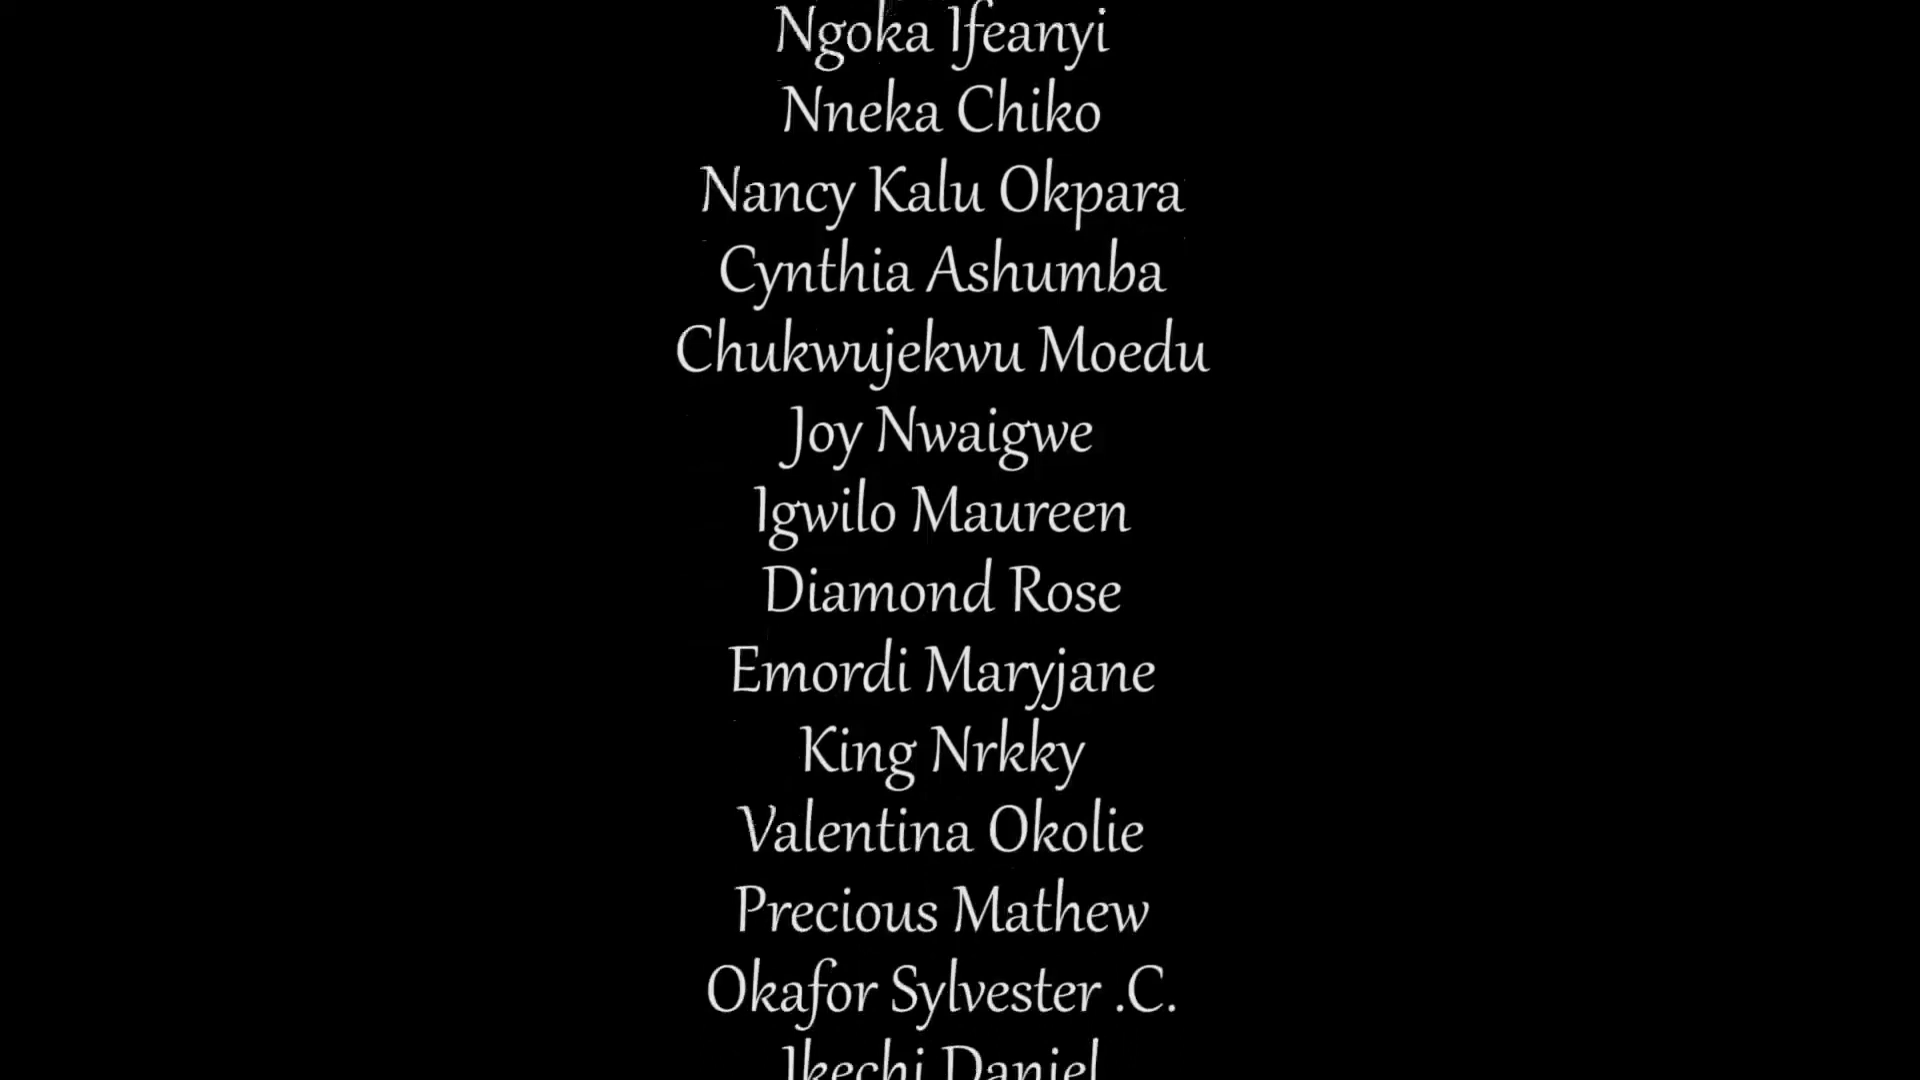 Ngoka Ifeanyi
Nneka Chiko
Nancy Kalu Okpara
Cynthia Ashumba
Chukwujekwu Moedu
Joy Nwaigwe
Igwilo Maureen
Diamond Rose
Emordi Maryjane
King Nrkky
Valentina Okolie
Precious Mathew
Okafor Sylvester .C.
Ikechi Daniel